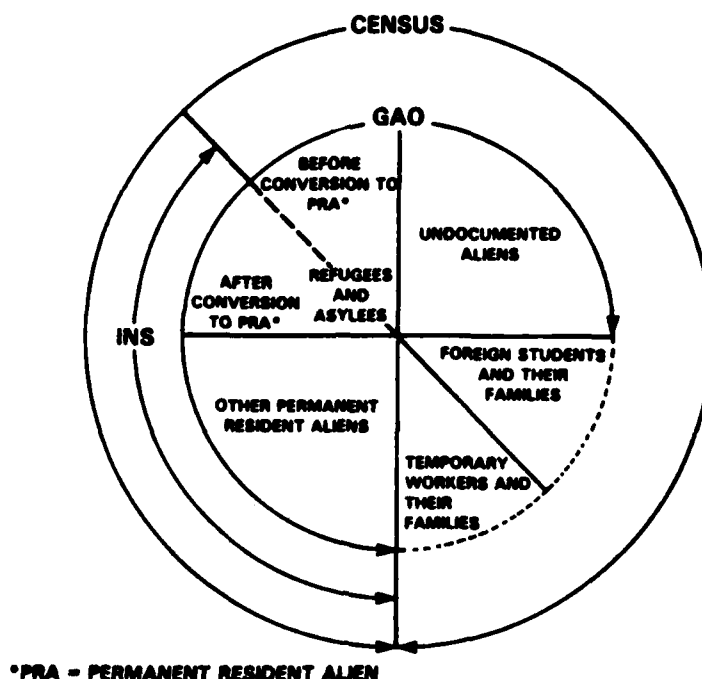 CENSUS
GAO
BEFORE
CONVERSION TO
PRA*
UNDOCUMENTED
ALIENS
AFTER
CONVERSION
TO PRA*
REFUGEES
AND
ASYLEES
INS
FOREIGN STUDENTS
AND THEIR
FAMILIES
OTHER PERMANENT
RESIDENT ALIENS
TEMPORARY
WORKERS AND
THEIR
FAMILIES
*PRA = PERMANENT RESIDENT ALIEN